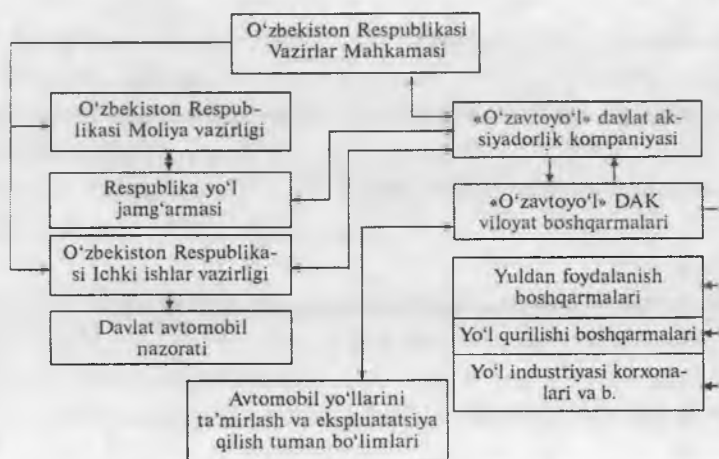 O‘zbekiston Respublikasi
Vazirlar Mahkamasi
O‘zbekiston Respub-
likasi Moliya vazirligi
«O‘zavtoyo‘l» davlat ak-
siyadorlik kompaniyasi
Respublika yo‘l
jamg‘armasi
«O‘zavtoyo‘l» DAK
viloyat boshqarmalari
O‘zbekiston Respublika-
si Ichki ishlar vazirligi
Yuldan foydalanish
boshqarmalari
Davlat avtomobil
nazorati
Yo‘l qurilishi boshqarmalari
Yo‘l industriyasi korxona-
lari va b.
Avtomobil yo‘llarini
ta’mirlash va ekspluatatsiya
qilish tuman bo‘limlari